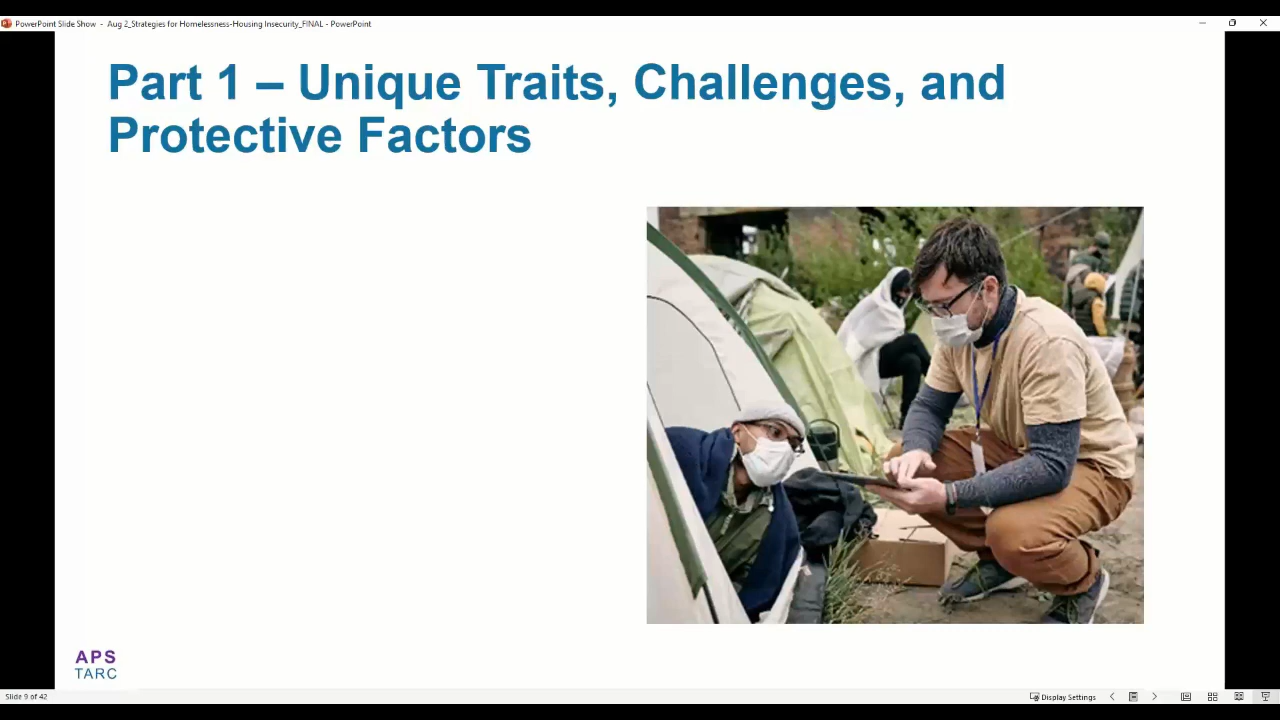 PowerPoint Slide Show - Aug 2_Strategies for Homelessness-Housing Insecurity_FINAL - PowerPoint
Part 1 – Unique Traits, Challenges, and
Protective Factors
APS
TARC
Slide 9 of 42
Display Settings